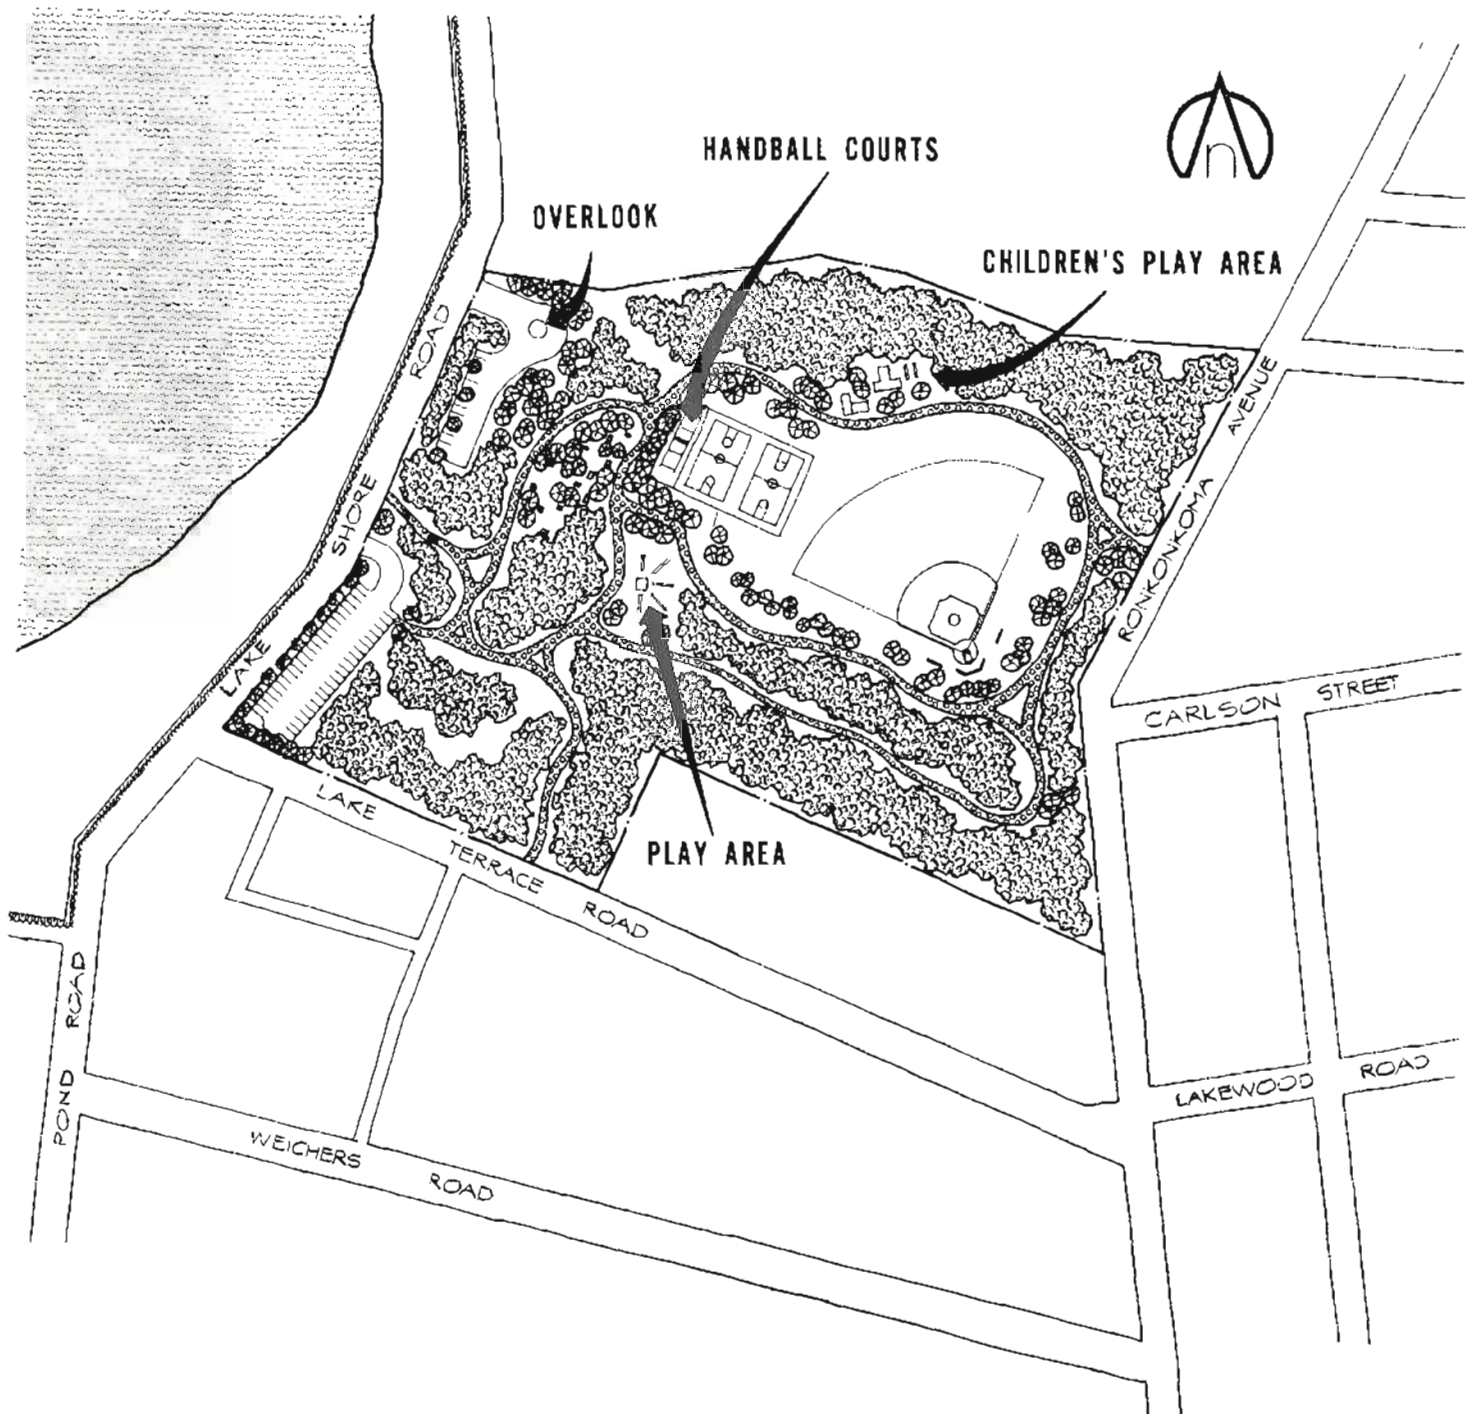 HANDBALL COURTS
OVERLOOK
CHILDREN'S PLAY AREA
n
LAKE SHORE ROAD
RONKONKOMA AVENUE
CARLSON STREET
PLAY AREA
LAKE TERRACE ROAD
POND ROAD
LAKEWOOD ROAD
WEICHERS ROAD